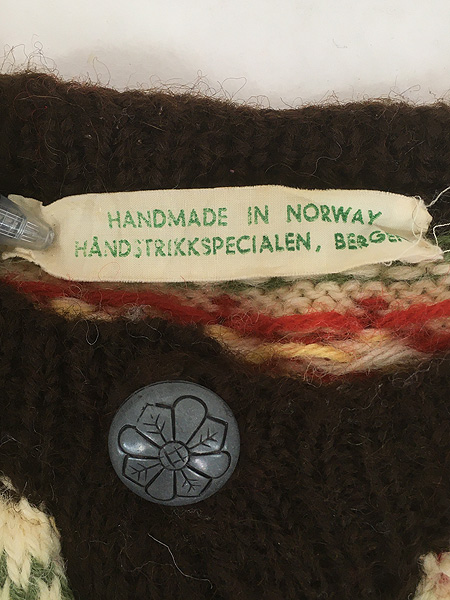 HANDMADE IN NORWAY
HÅNDSTRIKKSPECIALEN, BERGEN